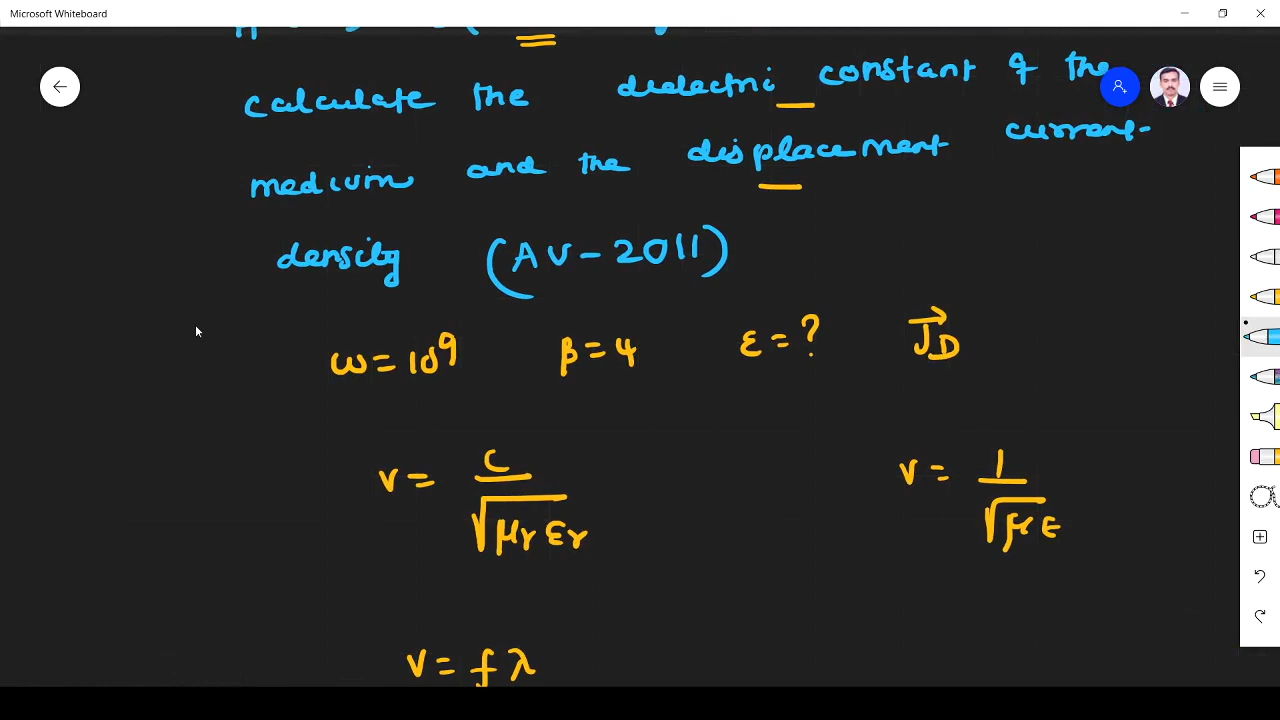 Microsoft Whiteboard
calculate the dielectric constant of the
medium and the displacement current
density (AU-2011)
ω = 10⁹ β = 4 ε = ? J⃗_D
v = c / √(μr εr) v = 1 / √(μ ε)
v = f λ